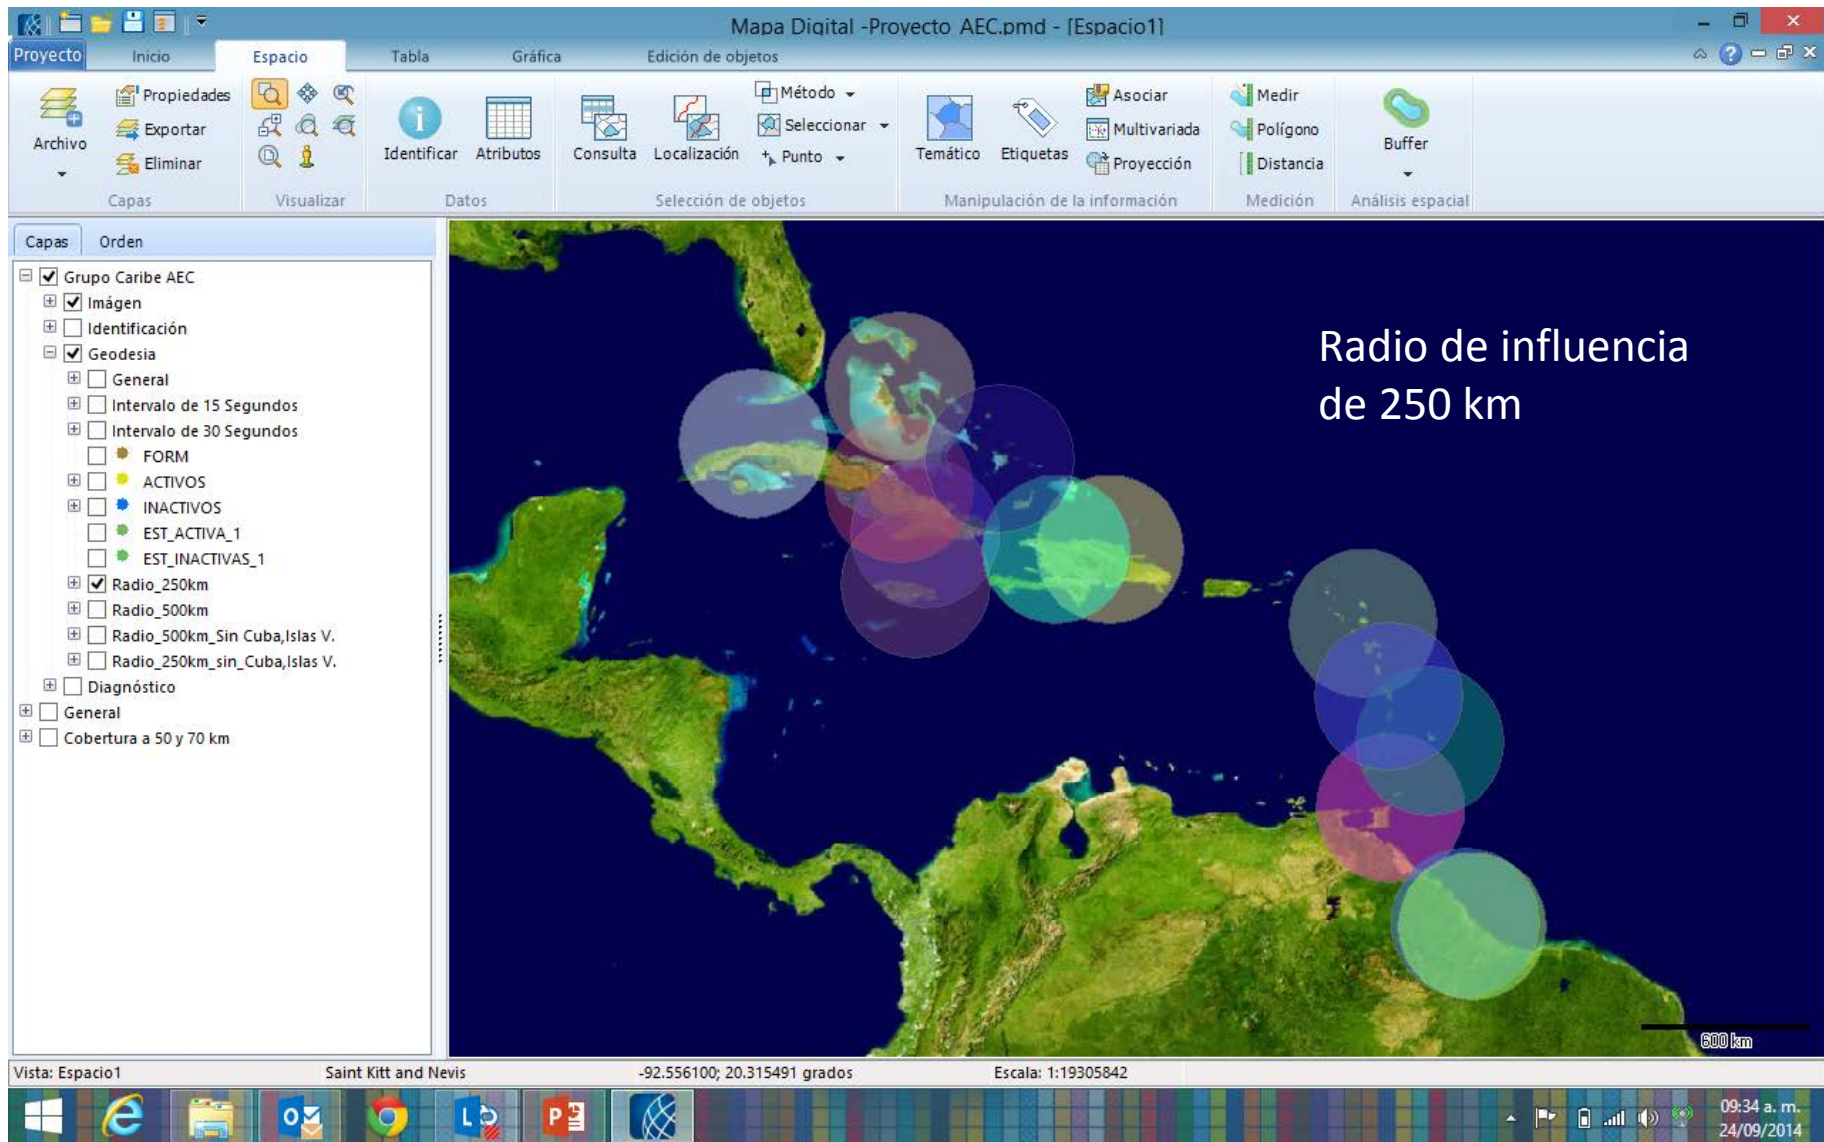 Mapa Digital -Proyecto AEC.pmd - [Espacio1]
Proyecto Inicio Espacio Tabla Gráfica Edición de objetos
Archivo
Propiedades
Exportar
Eliminar
Capas
Visualizar
Identificar Atributos
Datos
Consulta Localización
Método
Seleccionar
Punto
Selección de objetos
Temático Etiquetas
Asociar
Multivariada
Proyección
Manipulación de la información
Medir
Polígono
Distancia
Medición
Buffer
Análisis espacial
Capas Orden
Grupo Caribe AEC
Imágen
Identificación
Geodesia
General
Intervalo de 15 Segundos
Intervalo de 30 Segundos
FORM
ACTIVOS
INACTIVOS
EST_ACTIVA_1
EST_INACTIVAS_1
Radio_250km
Radio_500km
Radio_500km_Sin Cuba,Islas V.
Radio_250km_sin_Cuba,Islas V.
Diagnóstico
General
Cobertura a 50 y 70 km
Radio de influencia
de 250 km
600 km
Vista: Espacio1 Saint Kitt and Nevis -92.556100; 20.315491 grados Escala: 1:19305842
09:34 a. m.
24/09/2014